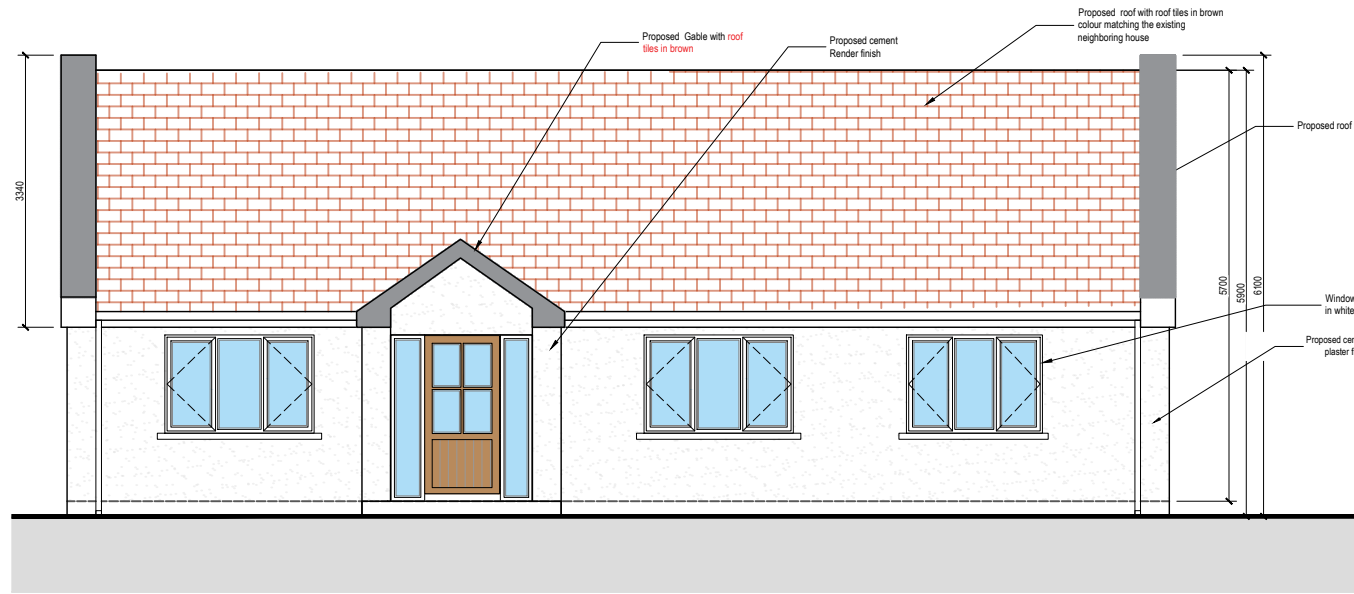 Proposed roof with roof tiles in brown
colour matching the existing
neighboring house
Proposed Gable with roof
tiles in brown
Proposed cement
Render finish
Proposed roof
3340
5700
5900
6100
Window
in white
Proposed cer
plaster f